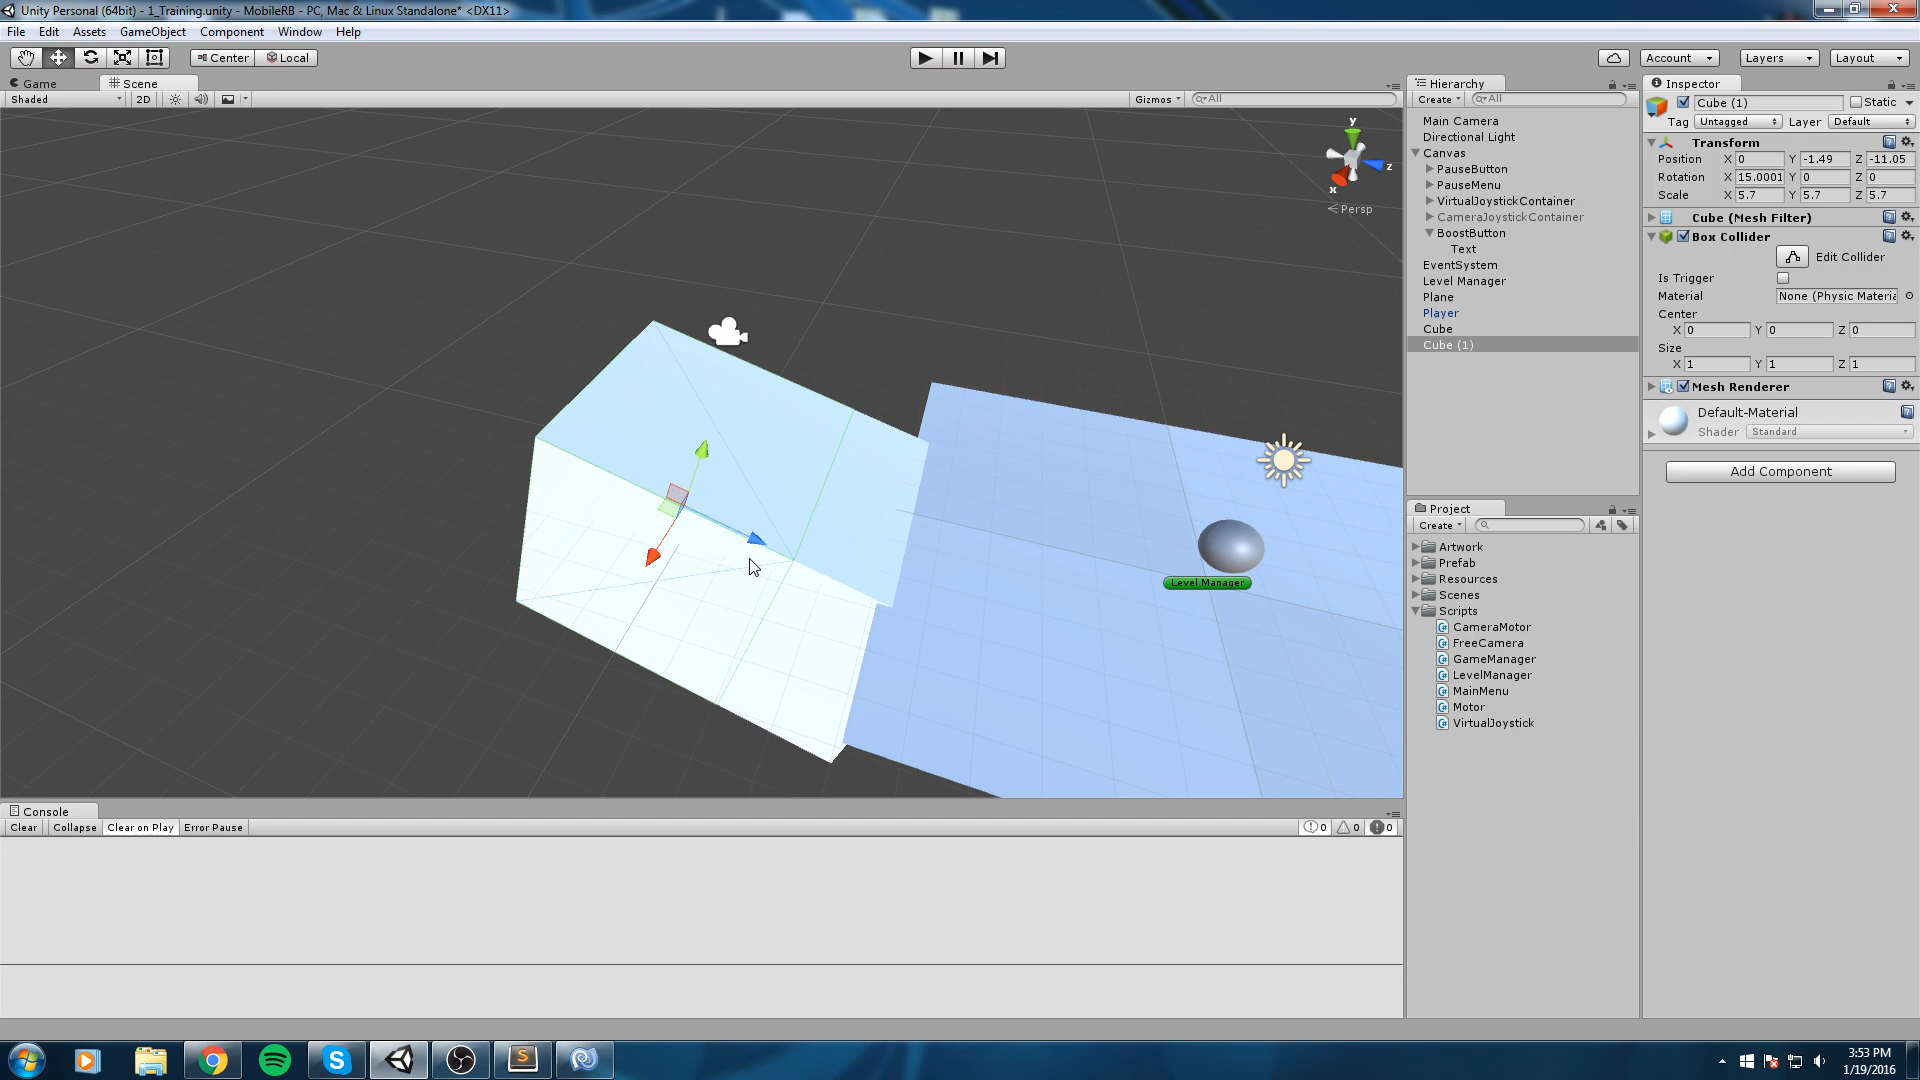 Unity Personal (64bit) - 1_Training.unity - MobileRB - PC, Mac & Linux Standalone* <DX11>
File Edit Assets GameObject Component Window Help
Center Local Account Layers Layout
Game Scene
Shaded 2D Gizmos All
y
z
x
Persp
Level Manager
Hierarchy
Create All
Main Camera
Directional Light
Canvas
PauseButton
PauseMenu
VirtualJoystickContainer
CameraJoystickContainer
BoostButton
Text
EventSystem
Level Manager
Plane
Player
Cube
Cube (1)
Project
Create
Artwork
Prefab
Resources
Scenes
Scripts
CameraMotor
FreeCamera
GameManager
LevelManager
MainMenu
Motor
VirtualJoystick
Inspector
Cube (1) Static
Tag Untagged Layer Default
Transform
Position X 0 Y -1.49 Z -11.05
Rotation X 15.0001 Y 0 Z 0
Scale X 5.7 Y 5.7 Z 5.7
Cube (Mesh Filter)
Box Collider
Edit Collider
Is Trigger
Material None (Physic Materia
Center
X 0 Y 0 Z 0
Size
X 1 Y 1 Z 1
Mesh Renderer
Default-Material
Shader Standard
Add Component
Console
Clear Collapse Clear on Play Error Pause 0 0 0
3:53 PM
1/19/2016